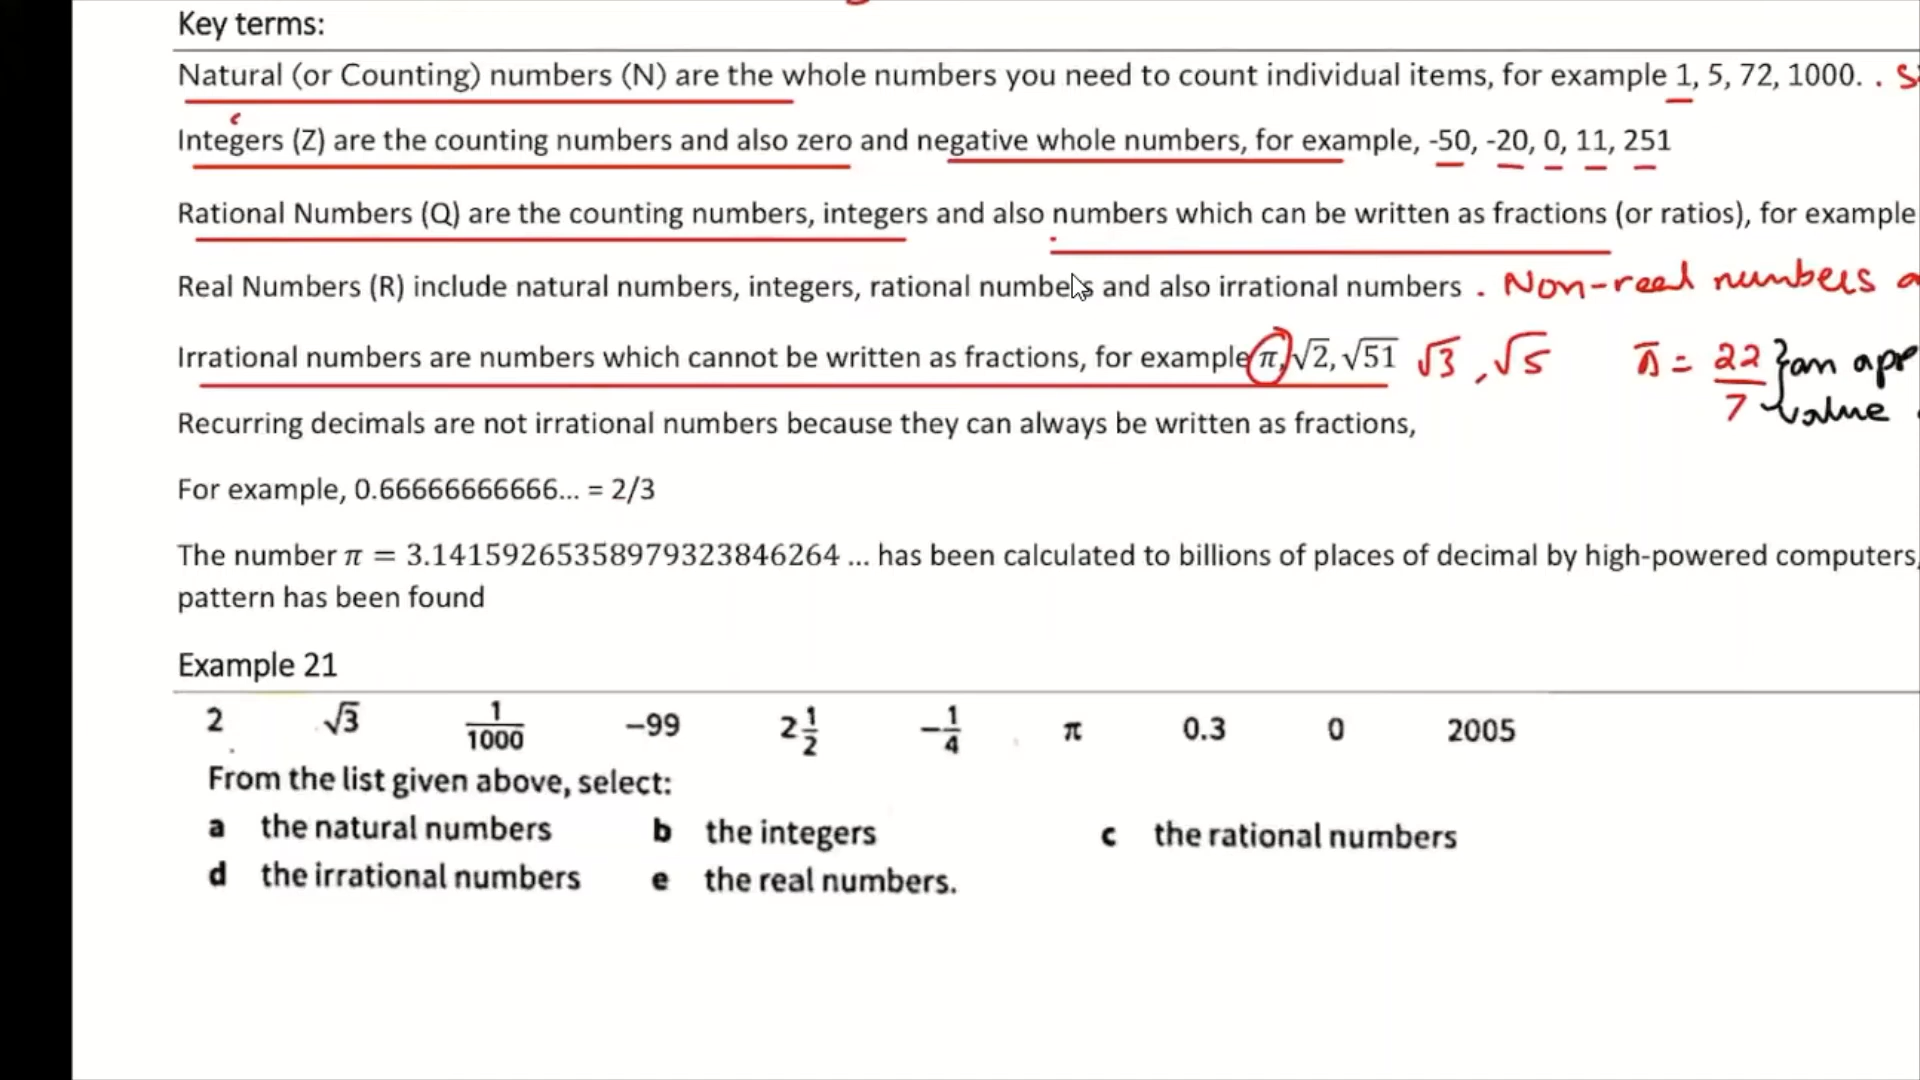 Key terms:
Natural (or Counting) numbers (N) are the whole numbers you need to count individual items, for example 1, 5, 72, 1000. .
Integers (Z) are the counting numbers and also zero and negative whole numbers, for example, -50, -20, 0, 11, 251
Rational Numbers (Q) are the counting numbers, integers and also numbers which can be written as fractions (or ratios), for example
Real Numbers (R) include natural numbers, integers, rational numbers and also irrational numbers . Non-real numbers
Irrational numbers are numbers which cannot be written as fractions, for example π, √2, √51 √3, √5 π = 22/7 } an
value
Recurring decimals are not irrational numbers because they can always be written as fractions,
For example, 0.66666666666... = 2/3
The number π = 3.14159265358979323846264 ... has been calculated to billions of places of decimal by high-powered computers,
pattern has been found
Example 21
2 √3 1/1000 −99 2 1/2 −1/4 π 0.3 0 2005
From the list given above, select:
a the natural numbers b the integers c the rational numbers
d the irrational numbers e the real numbers.